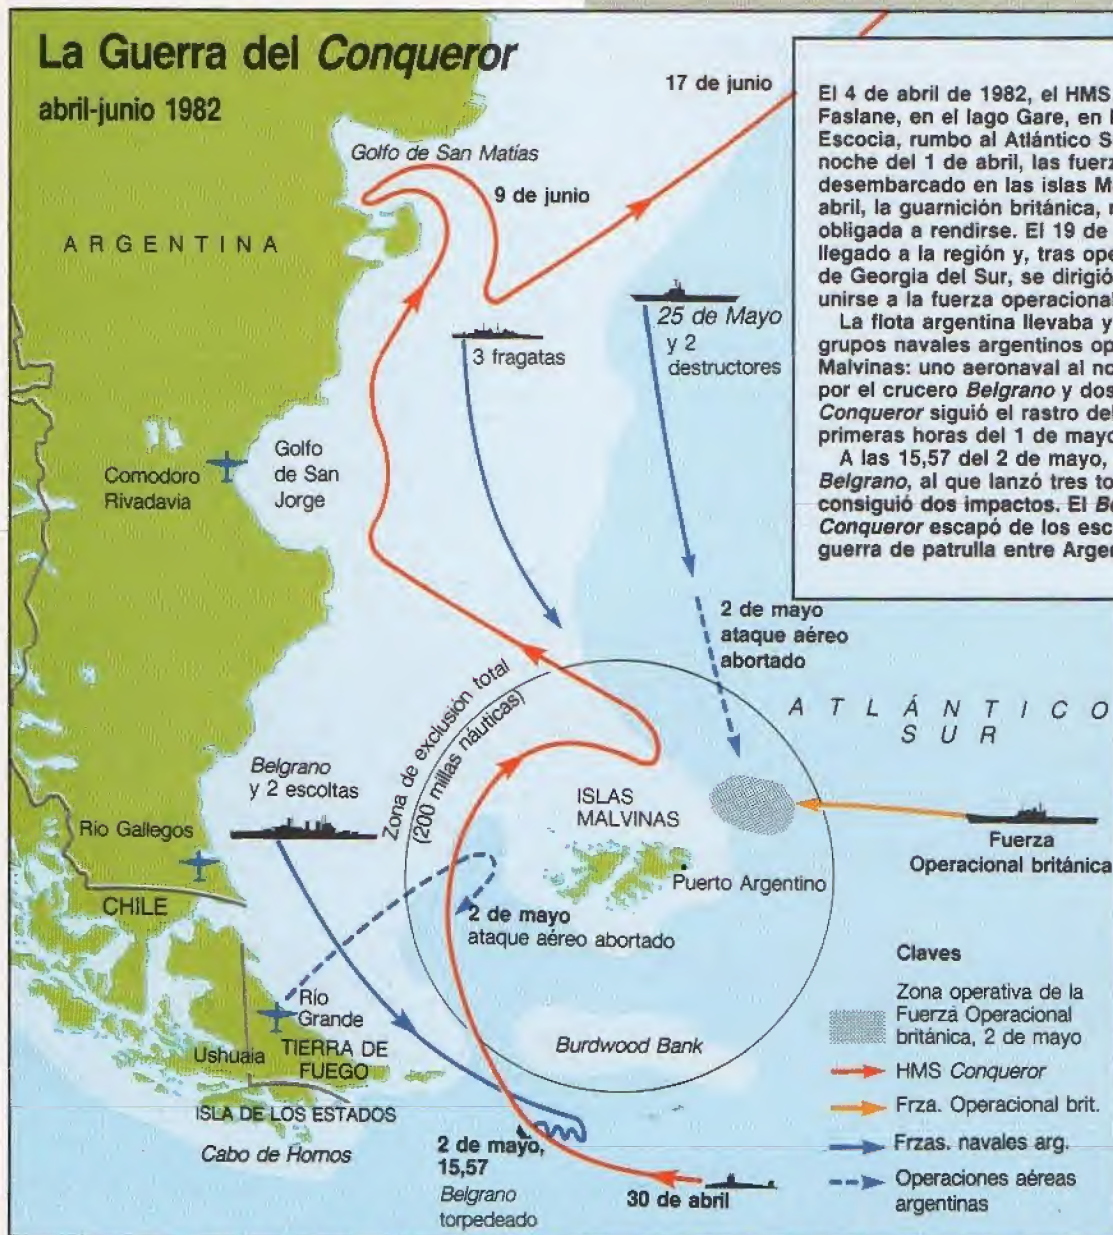 La Guerra del Conqueror
abril-junio 1982
17 de junio
Golfo de San Matías
9 de junio
ARGENTINA
25 de Mayo
y 2
destructores
3 fragatas
Comodoro
Rivadavia
Golfo
de San
Jorge
2 de mayo
ataque aéreo
abortado
ATLÁNTICO
SUR
Zona de exclusión total
(200 millas náuticas)
Belgrano
y 2 escoltas
ISLAS
MALVINAS
Río Gallegos
Fuerza
Operacional británica
Puerto Argentino
CHILE
2 de mayo
ataque aéreo abortado
Río
Grande
Ushuaia
TIERRA DE
FUEGO
Burdwood Bank
ISLA DE LOS ESTADOS
Cabo de Hornos
2 de mayo,
15,57
Belgrano
torpedeado
30 de abril
El 4 de abril de 1982, el HMS
Faslane, en el lago Gare, en
Escocia, rumbo al Atlántico
noche del 1 de abril, las
desembarcado en las islas
abril, la guarnición británica,
obligada a rendirse. El 19 de
llegado a la región y, tras
de Georgia del Sur, se dirigió
unirse a la fuerza operacional
La flota argentina llevaba
grupos navales argentinos
Malvinas: uno aeronaval al
por el crucero Belgrano y dos
Conqueror siguió el rastro del
primeras horas del 1 de mayo
A las 15,57 del 2 de mayo,
Belgrano, al que lanzó tres
consiguió dos impactos. El
Conqueror escapó de los
guerra de patrulla entre
Claves
Zona operativa de la
Fuerza Operacional
británica, 2 de mayo
HMS Conqueror
Frza. Operacional brit.
Frzas. navales arg.
Operaciones aéreas
argentinas